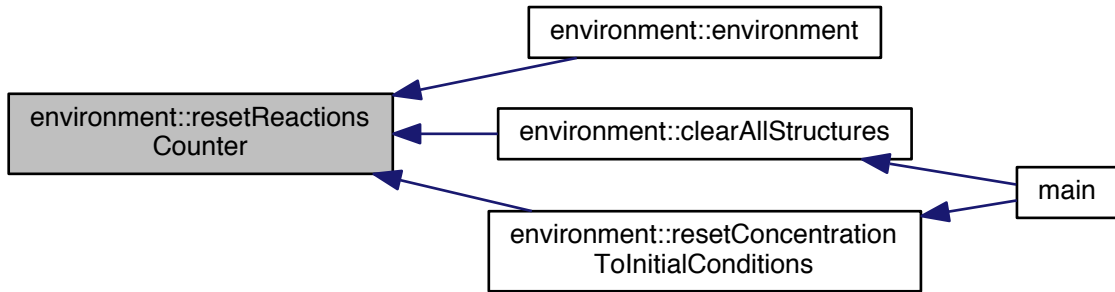 environment::environment
environment::resetReactions
Counter
environment::clearAllStructures
main
environment::resetConcentration
ToInitialConditions